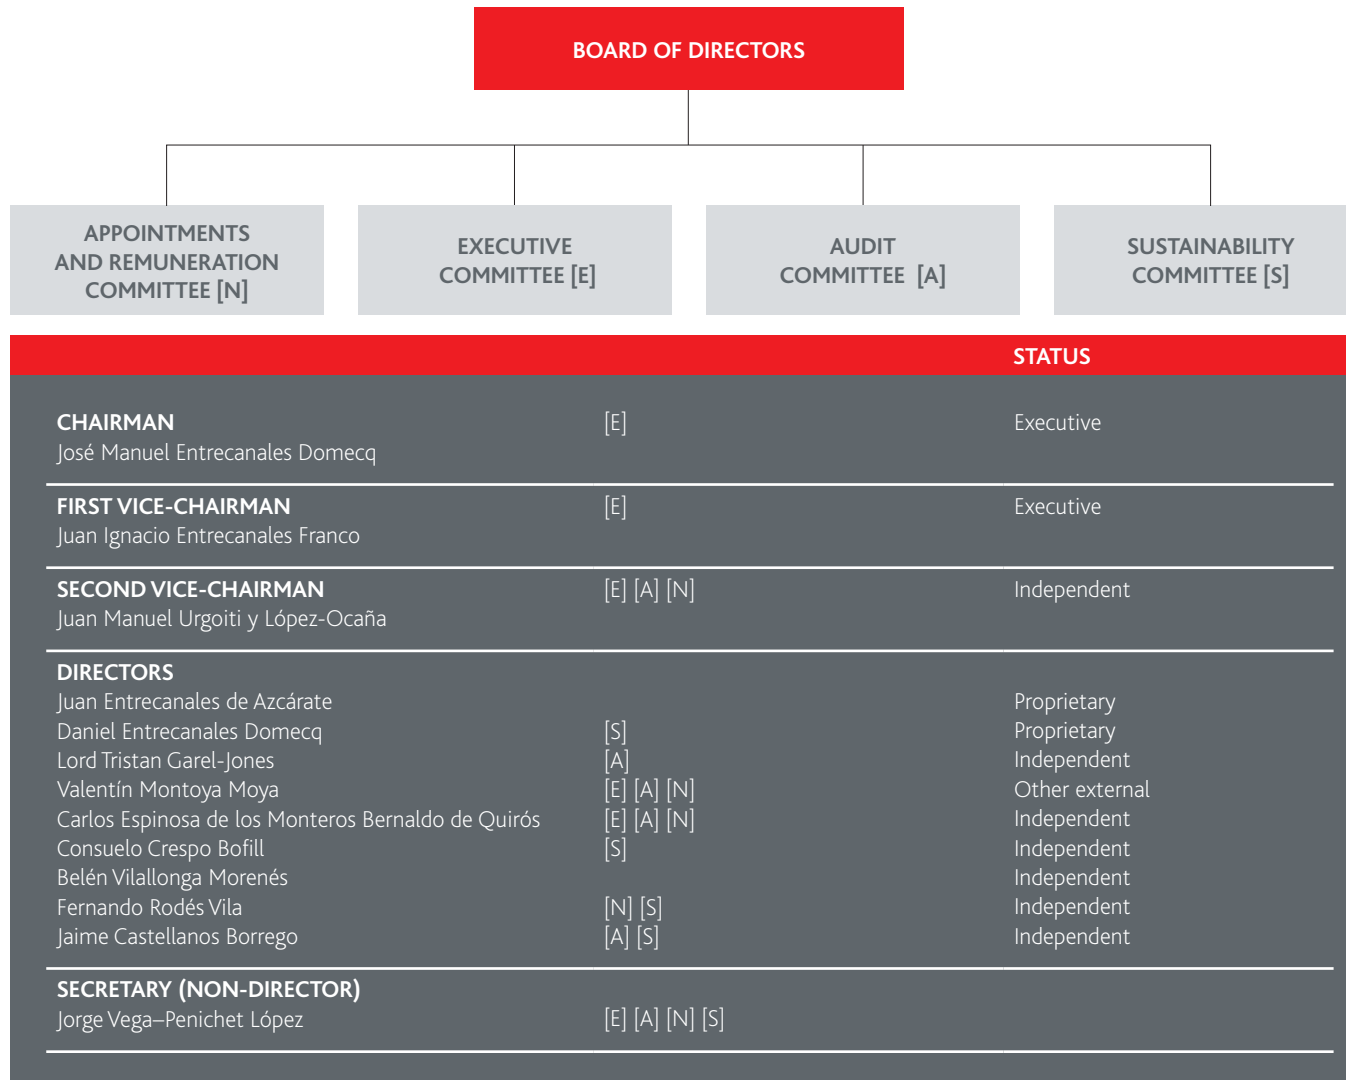 BOARD OF DIRECTORS
APPOINTMENTS
AND REMUNERATION
COMMITTEE [N]
EXECUTIVE
COMMITTEE [E]
AUDIT
COMMITTEE [A]
SUSTAINABILITY
COMMITTEE [S]
STATUS
CHAIRMAN [E] Executive
José Manuel Entrecanales Domecq
FIRST VICE-CHAIRMAN [E] Executive
Juan Ignacio Entrecanales Franco
SECOND VICE-CHAIRMAN [E] [A] [N] Independent
Juan Manuel Urgoiti y López-Ocaña
DIRECTORS
Juan Entrecanales de Azcárate Proprietary
Daniel Entrecanales Domecq [S] Proprietary
Lord Tristan Garel-Jones [A] Independent
Valentín Montoya Moya [E] [A] [N] Other external
Carlos Espinosa de los Monteros Bernaldo de Quirós [E] [A] [N] Independent
Consuelo Crespo Bofill [S] Independent
Belén Vilallonga Morenés Independent
Fernando Rodés Vila [N] [S] Independent
Jaime Castellanos Borrego [A] [S] Independent
SECRETARY (NON-DIRECTOR)
Jorge Vega–Penichet López [E] [A] [N] [S]